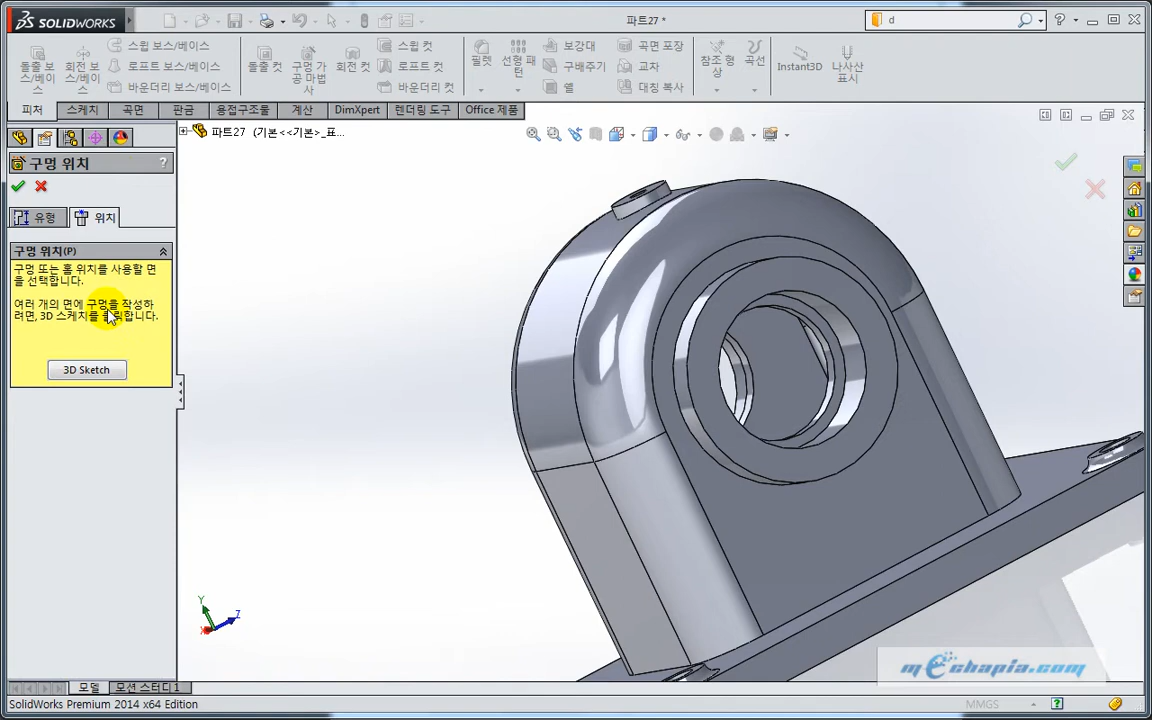 SOLIDWORKS
파트27 *
d
돌출 보
스/베이
스
회전 보
스/베이
스
스윕 보스/베이스
로프트 보스/베이스
바운더리 보스/베이스
돌출 컷
구멍 가
공 마법
사
회전 컷
스윕 컷
로프트 컷
바운더리 컷
필렛
선형 패
턴
보강대
구배주기
쉘
곡면 포장
교차
대칭 복사
참조 형
상
곡선
Instant3D
나사산
표시
피처
스케치
곡면
판금
용접구조물
계산
DimXpert
렌더링 도구
Office 제품
파트27 (기본<<기본>_표...
구멍 위치
?
유형
위치
구멍 위치(P)
구멍 또는 홈 위치를 사용할 면
을 선택합니다.
여러 개의 면에 구멍을 작성하
려면, 3D 스케치를 클릭합니다.
3D Sketch
Y
Z
X
mEchapia.com
모델
모션 스터디 1
SolidWorks Premium 2014 x64 Edition
MMGS